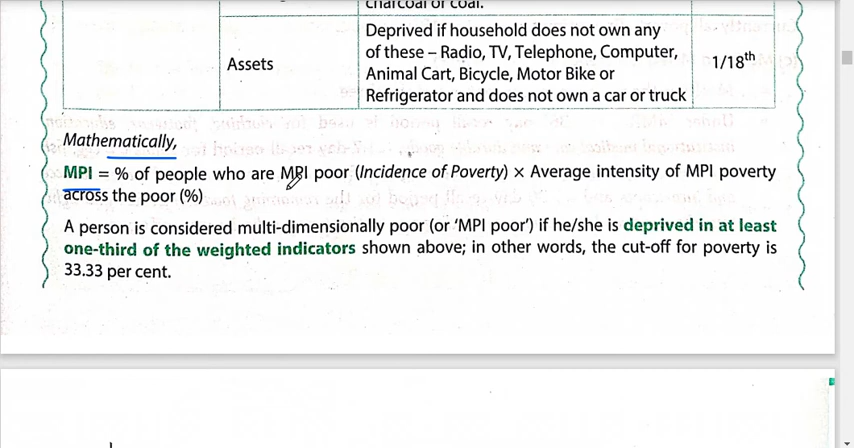 charcoal or coal.
Deprived if household does not own any
of these – Radio, TV, Telephone, Computer,
Assets
1/18th
Animal Cart, Bicycle, Motor Bike or
Refrigerator and does not own a car or truck
Mathematically,
MPI = % of people who are MPI poor (Incidence of Poverty) × Average intensity of MPI poverty
across the poor (%)
A person is considered multi-dimensionally poor (or ‘MPI poor’) if he/she is deprived in at least
one-third of the weighted indicators shown above; in other words, the cut-off for poverty is
33.33 per cent.